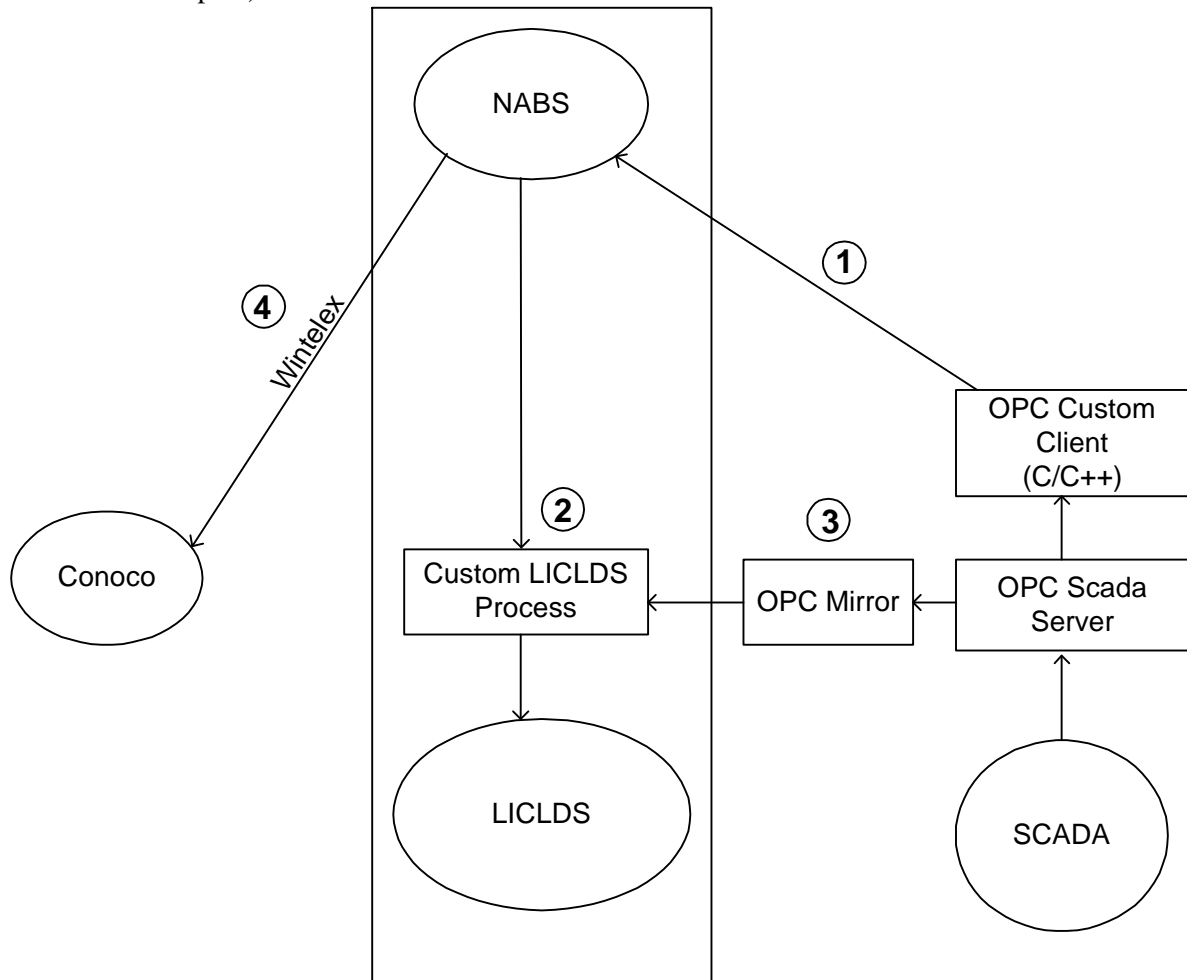 NABS
1
4
Wintelex
OPC Custom
Client
(C/C++)
2
3
Conoco
Custom LICLDS
Process
OPC Mirror
OPC Scada
Server
LICLDS
SCADA